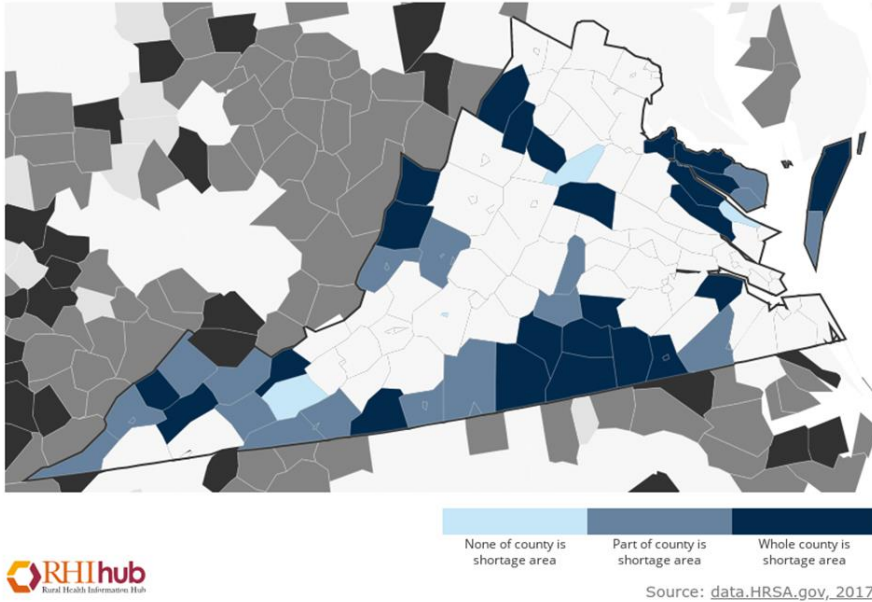 None of county is
shortage area
Part of county is
shortage area
Whole county is
shortage area
RHIhub
Rural Health Information Hub
Source: data.HRSA.gov, 2017